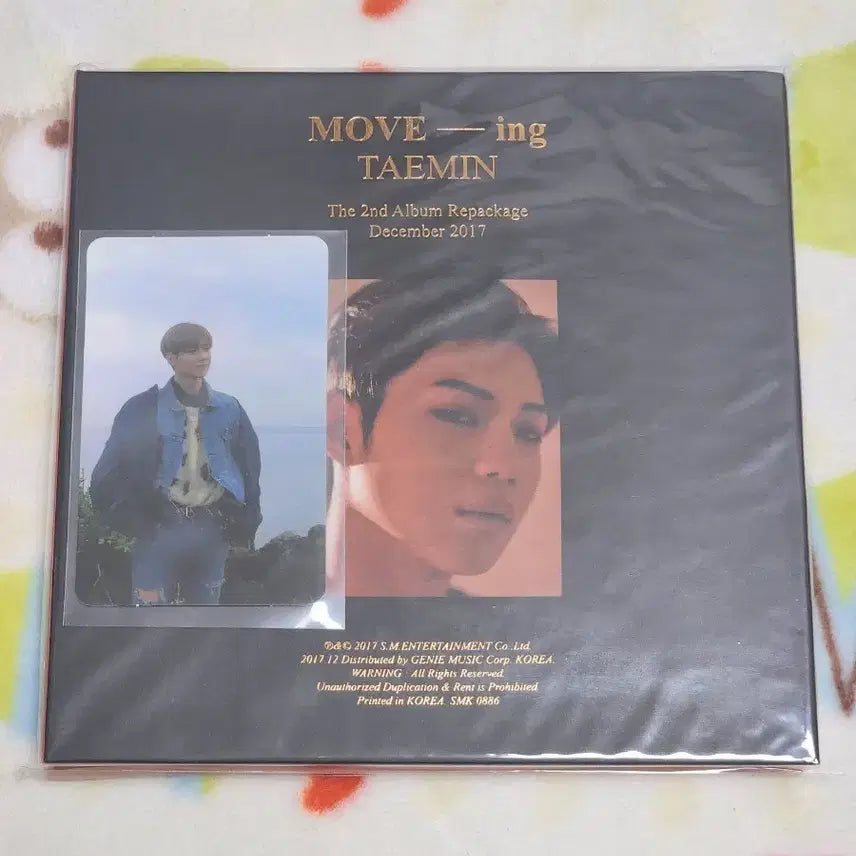 MOVE — ing
TAEMIN
The 2nd Album Repackage
December 2017
℗&© 2017 S.M.ENTERTAINMENT Co.,Ltd.
2017.12 Distributed by GENIE MUSIC Corp. KOREA.
WARNING : All Rights Reserved.
Unauthorized Duplication & Rent is Prohibited
Printed in KOREA. SMK 0886